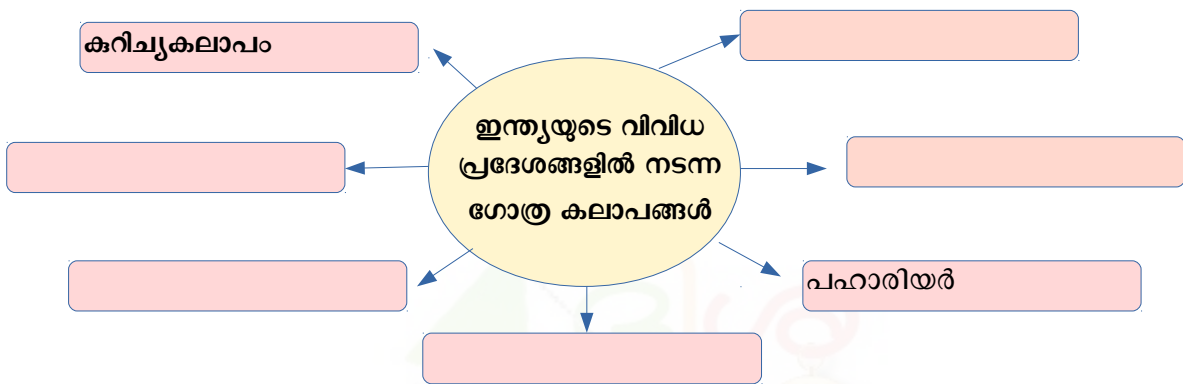 കുറിച്യകലാപം
ഇന്ത്യയുടെ വിവിധ
പ്രദേശങ്ങളിൽ നടന്ന
ഗോത്ര കലാപങ്ങൾ
പഹാരിയർ